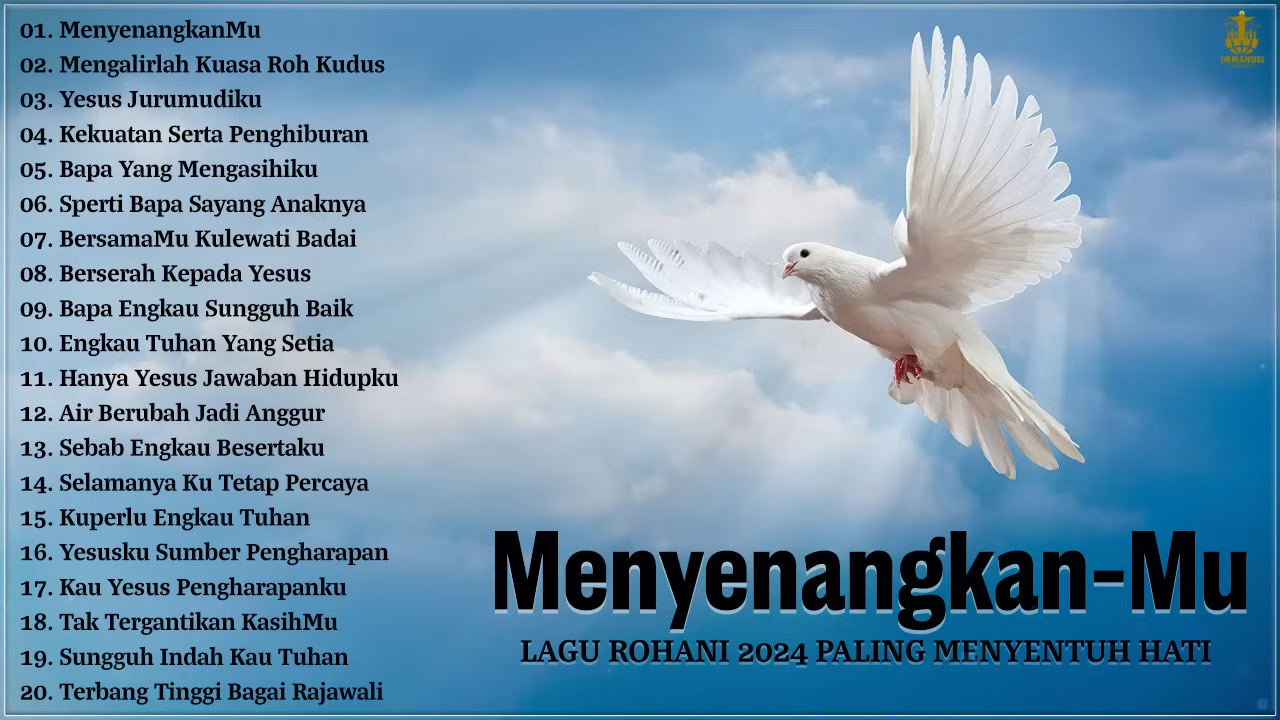 01. MenyenangkanMu
02. Mengalirlah Kuasa Roh Kudus
03. Yesus Jurumudiku
04. Kekuatan Serta Penghiburan
05. Bapa Yang Mengasihiku
06. Sperti Bapa Sayang Anaknya
07. BersamaMu Kulewati Badai
08. Berserah Kepada Yesus
09. Bapa Engkau Sungguh Baik
10. Engkau Tuhan Yang Setia
11. Hanya Yesus Jawaban Hidupku
12. Air Berubah Jadi Anggur
13. Sebab Engkau Besertaku
14. Selamanya Ku Tetap Percaya
15. Kuperlu Engkau Tuhan
16. Yesusku Sumber Pengharapan
17. Kau Yesus Pengharapanku
18. Tak Tergantikan KasihMu
19. Sungguh Indah Kau Tuhan
20. Terbang Tinggi Bagai Rajawali
IMMANUEL
Menyenangkan-Mu
LAGU ROHANI 2024 PALING MENYENTUH HATI